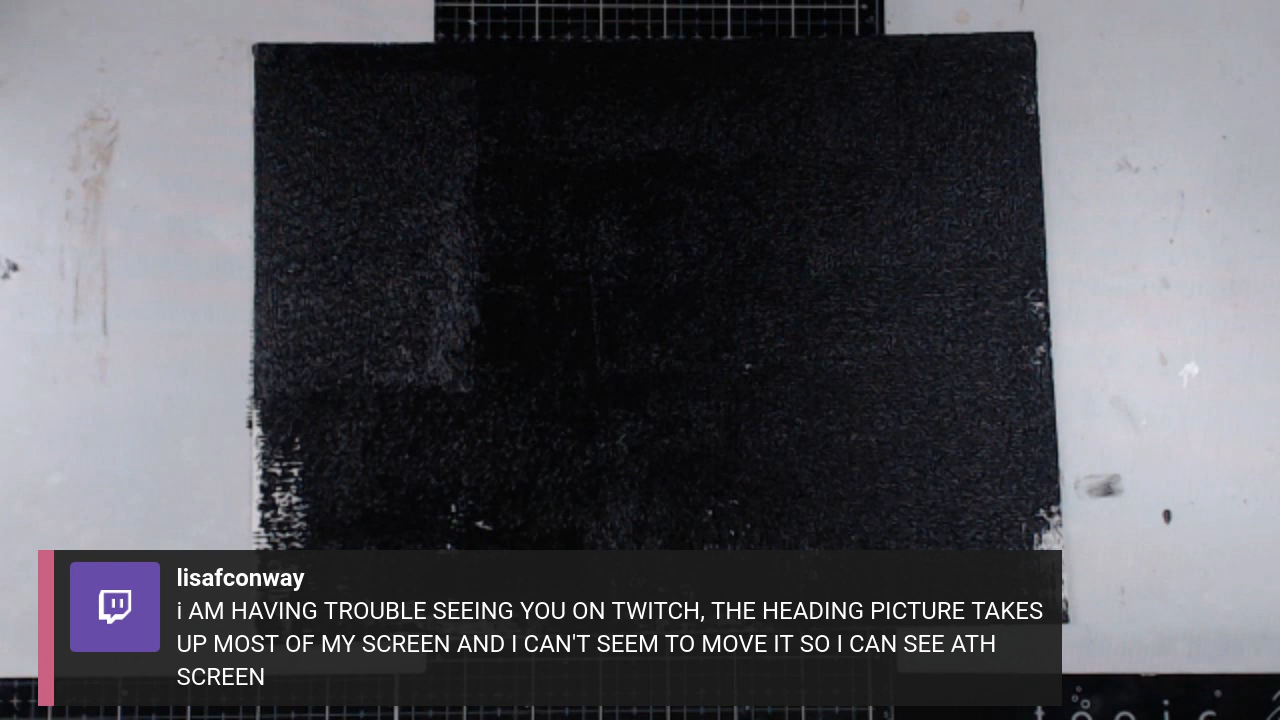 lisafconway
i AM HAVING TROUBLE SEEING YOU ON TWITCH, THE HEADING PICTURE TAKES
UP MOST OF MY SCREEN AND I CAN'T SEEM TO MOVE IT SO I CAN SEE ATH
SCREEN